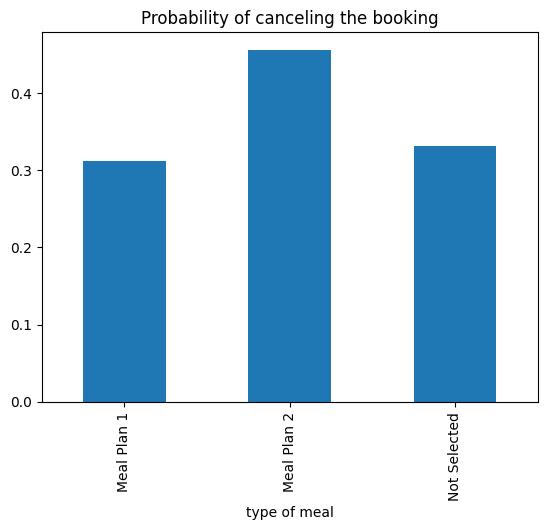 Probability of canceling the booking
0.4
0.3
0.2
0.1
0.0
Meal Plan 1
Meal Plan 2
Not Selected
type of meal